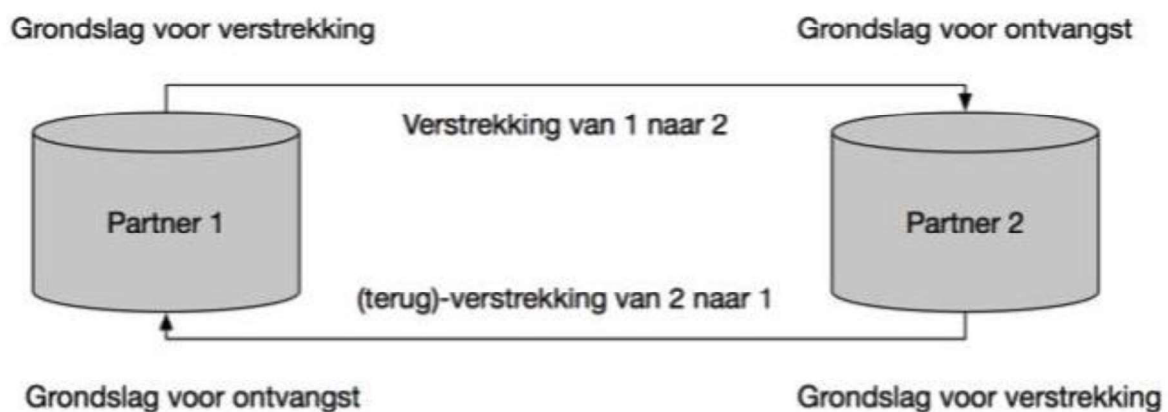 Grondslag voor verstrekking
Grondslag voor ontvangst
Verstrekking van 1 naar 2
Partner 1
Partner 2
(terug)-verstrekking van 2 naar 1
Grondslag voor ontvangst
Grondslag voor verstrekking